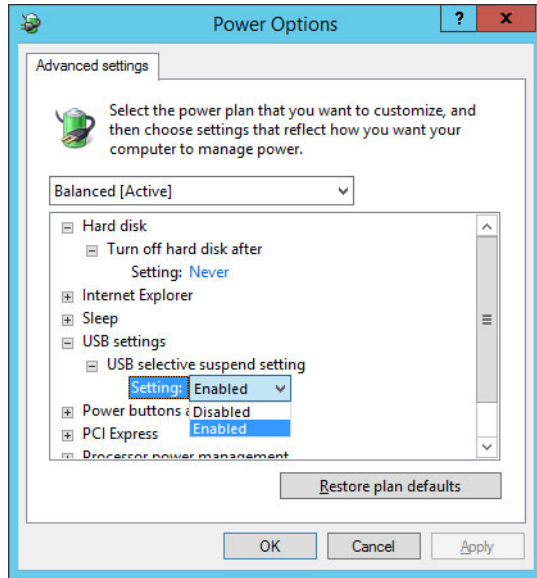 Power Options
?
x
Advanced settings
Select the power plan that you want to customize, and
then choose settings that reflect how you want your
computer to manage power.
Balanced [Active]
Hard disk
Turn off hard disk after
Setting: Never
Internet Explorer
Sleep
USB settings
USB selective suspend setting
Setting: Enabled
Power buttons a
Disabled
Enabled
PCI Express
Processor power management
Restore plan defaults
OK
Cancel
Apply